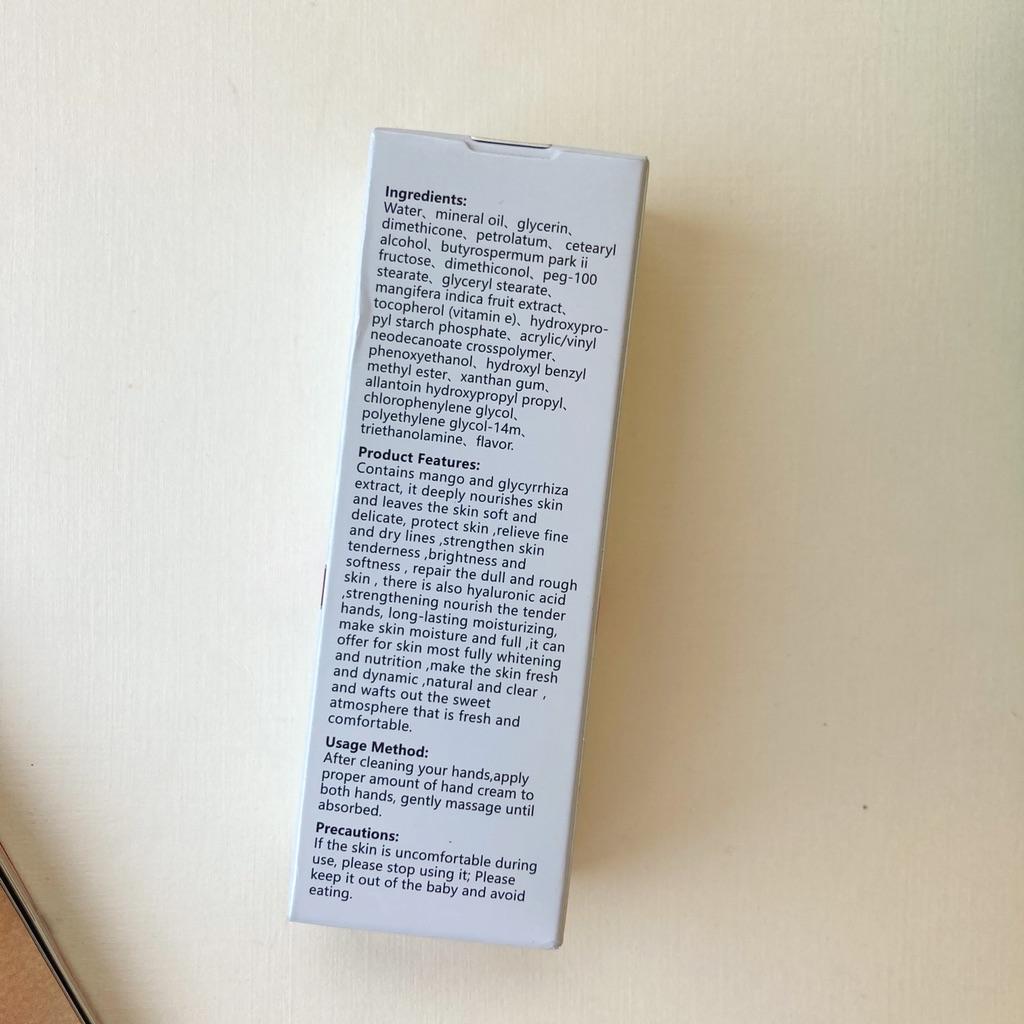 Ingredients:
Water、mineral oil、glycerin、
dimethicone、petrolatum、cetearyl
alcohol、butyrospermum park ii
fructose、dimethiconol、peg-100
stearate、glyceryl stearate、
mangifera indica fruit extract、
tocopherol (vitamin e)、hydroxypro-
pyl starch phosphate、acrylic/vinyl
neodecanoate crosspolymer、
phenoxyethanol、hydroxyl benzyl
methyl ester、xanthan gum、
allantoin hydroxypropyl propyl、
chlorophenylene glycol、
polyethylene glycol-14m、
triethanolamine、flavor.
Product Features:
Contains mango and glycyrrhiza
extract, it deeply nourishes skin
and leaves the skin soft and
delicate, protect skin ,relieve fine
and dry lines ,strengthen skin
tenderness ,brightness and
softness , repair the dull and rough
skin , there is also hyaluronic acid
,strengthening nourish the tender
hands, long-lasting moisturizing,
make skin moisture and full ,it can
offer for skin most fully whitening
and nutrition ,make the skin fresh
and dynamic ,natural and clear ,
and wafts out the sweet
atmosphere that is fresh and
comfortable.
Usage Method:
After cleaning your hands,apply
proper amount of hand cream to
both hands, gently massage until
absorbed.
Precautions:
If the skin is uncomfortable during
use, please stop using it; Please
keep it out of the baby and avoid
eating.